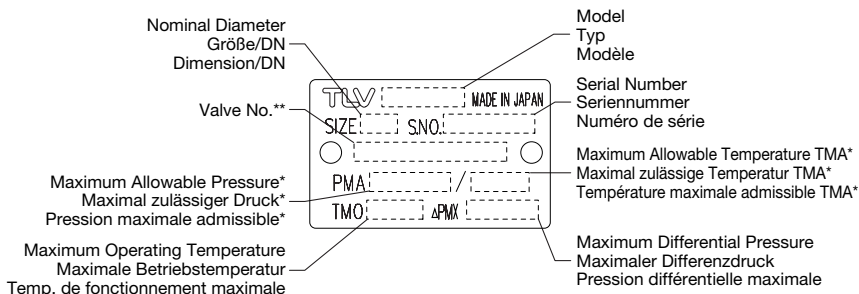 Nominal Diameter
Größe/DN
Dimension/DN
Model
Typ
Modèle
Valve No.**
Serial Number
Seriennummer
Numéro de série
TLV MADE IN JAPAN
SIZE S.NO.
PMA /
TMO ΔPMX
Maximum Allowable Pressure*
Maximal zulässiger Druck*
Pression maximale admissible*
Maximum Allowable Temperature TMA*
Maximal zulässige Temperatur TMA*
Température maximale admissible TMA*
Maximum Operating Temperature
Maximale Betriebstemperatur
Temp. de fonctionnement maximale
Maximum Differential Pressure
Maximaler Differenzdruck
Pression différentielle maximale